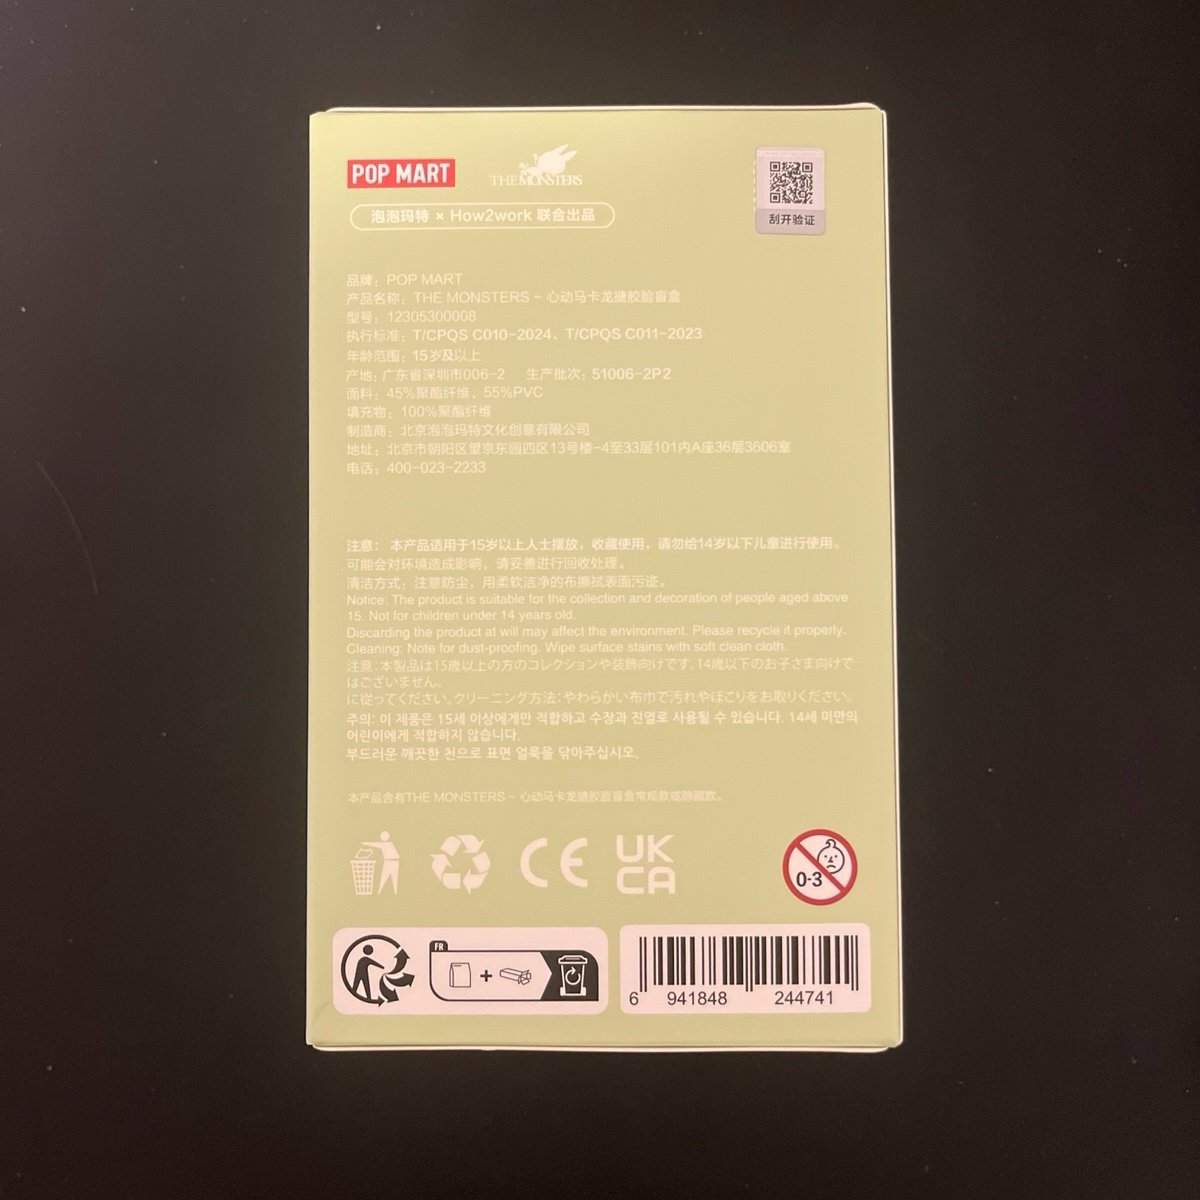 POP MART
THE MONSTERS
泡泡玛特 × How2work 联合出品
刮开验证
品牌：POP MART
产品名称：THE MONSTERS - 心动马卡龙搪胶脸盲盒
型号：12305300008
执行标准：T/CPQS C010-2024、T/CPQS C011-2023
年龄范围：15岁及以上
产地：广东省深圳市006-2 生产批次：51006-2P2
面料：45%聚酯纤维、55%PVC
填充物：100%聚酯纤维
制造商：北京泡泡玛特文化创意有限公司
地址：北京市朝阳区望京东园四区13号楼-4至33层101内A座36层3606室
电话：400-023-2233
注意：本产品适用于15岁以上人士摆放，收藏使用，请勿给14岁以下儿童进行使用。
可能会对环境造成影响，请妥善进行回收处理。
清洁方式：注意防尘，用柔软洁净的布擦拭表面污迹。
Notice: The product is suitable for the collection and decoration of people aged above
15. Not for children under 14 years old.
Discarding the product at will may affect the environment. Please recycle it properly.
Cleaning: Note for dust-proofing. Wipe surface stains with soft clean cloth.
注意：本製品は15歳以上の方のコレクションや装飾向けです。14歳以下のお子さま向けで
はございません。
に従ってください。クリーニング方法：やわらかい布巾で汚れやほこりをお取りください。
주의: 이 제품은 15세 이상에게만 적합하고 수장과 진열로 사용될 수 있습니다. 14세 미만의
어린이에게 적합하지 않습니다.
부드러운 깨끗한 천으로 표면 얼룩을 닦아주십시오.
本产品含有THE MONSTERS - 心动马卡龙搪胶脸盲盒常规款或隐藏款。
CE
UK
CA
0-3
FR
+
6 941848 244741